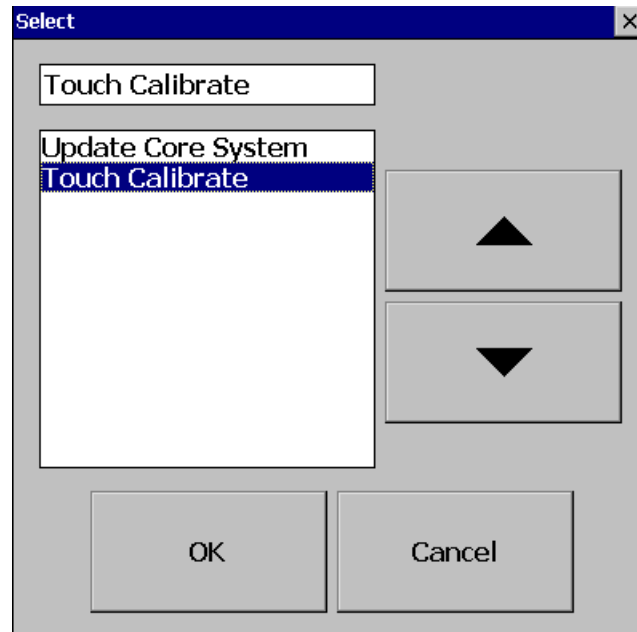 Select
Touch Calibrate
Update Core System
Touch Calibrate
OK
Cancel